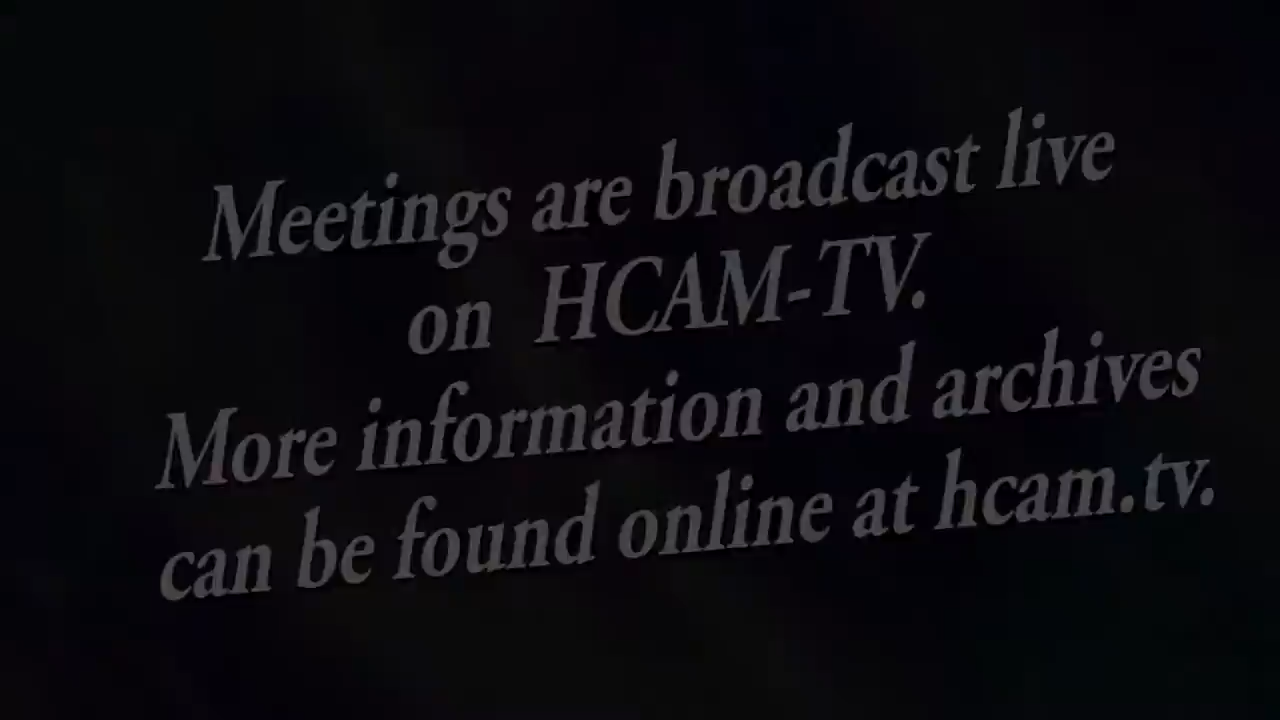 Meetings are broadcast live
on HCAM-TV.
More information and archives
can be found online at hcam.tv.